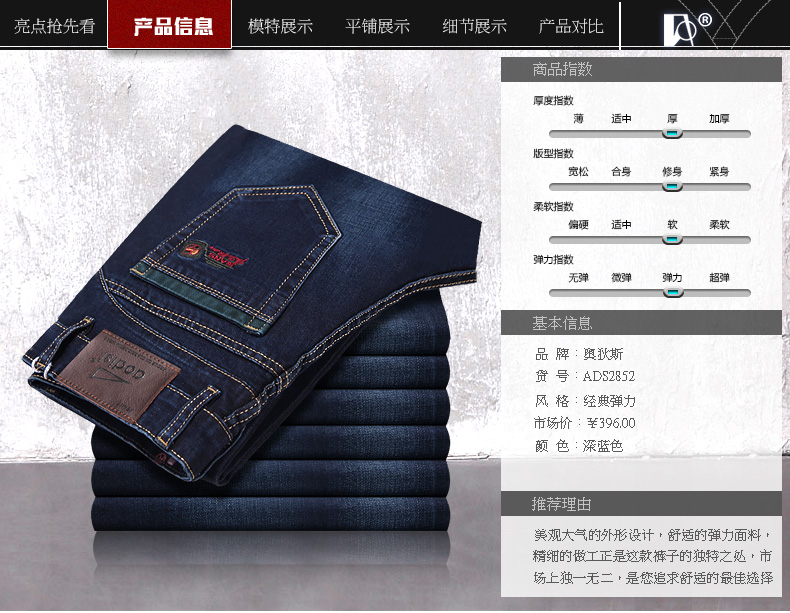 亮点抢先看 产品信息 模特展示 平铺展示 细节展示 产品对比 ®
商品指数
厚度指数
薄 适中 厚 加厚
版型指数
宽松 合身 修身 紧身
柔软指数
偏硬 适中 软 柔软
弹力指数
无弹 微弹 弹力 超弹
基本信息
品 牌：奥狄斯
货 号：ADS2852
风 格：经典弹力
市场价：￥396.00
颜 色：深蓝色
推荐理由
美观大气的外形设计，舒适的弹力面料，
精细的做工正是这款裤子的独特之处，市
场上独一无二，是您追求舒适的最佳选择
aodis